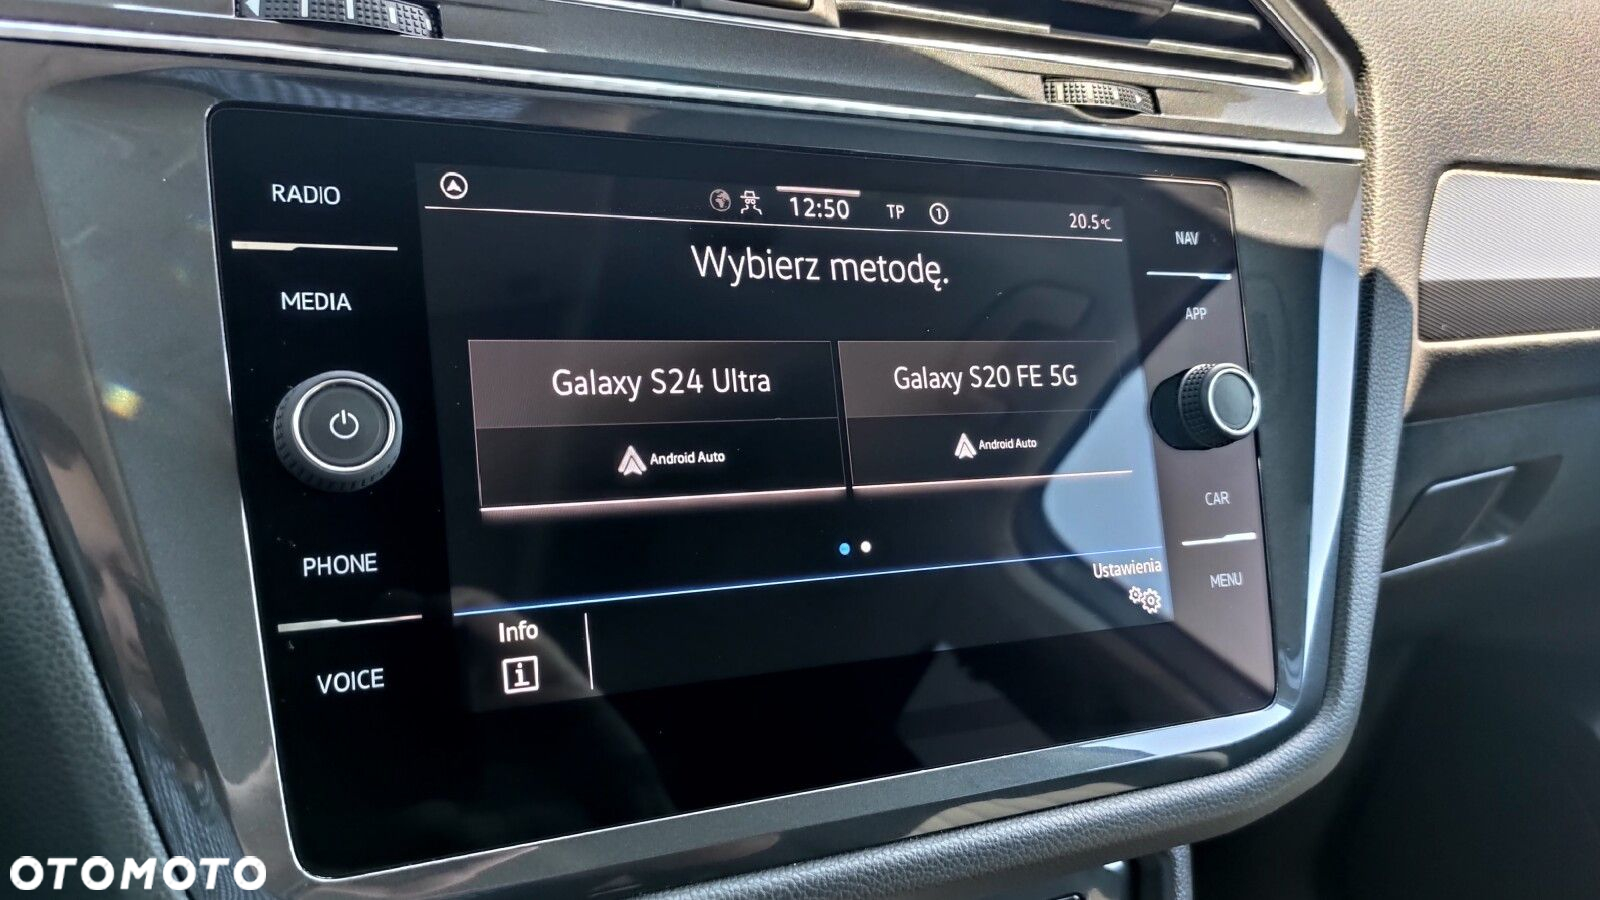 RADIO
MEDIA
PHONE
VOICE
12:50 TP 1 20.5°C
Wybierz metodę.
Galaxy S24 Ultra
Android Auto
Galaxy S20 FE 5G
Android Auto
Ustawienia
Info
i
NAV
APP
CAR
MENU
OTOMOTO